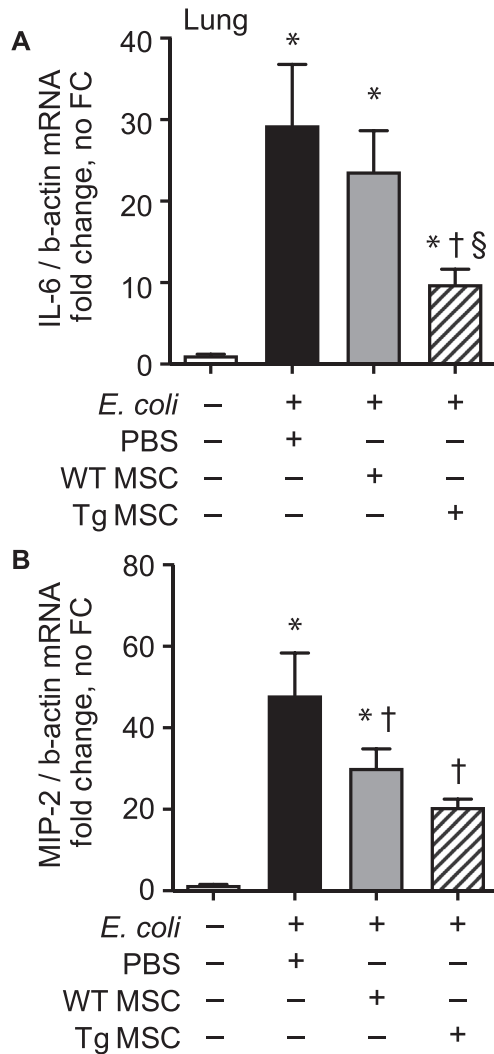 Lung
A
IL-6 / b-actin mRNA
fold change, no FC
40
*
*
30
20
* † §
10
0
E. coli – + + +
PBS – + – –
WT MSC – – + –
Tg MSC – – – +
B
MIP-2 / b-actin mRNA
fold change, no FC
80
*
60
* †
40
†
20
0
E. coli – + + +
PBS – + – –
WT MSC – – + –
Tg MSC – – – +